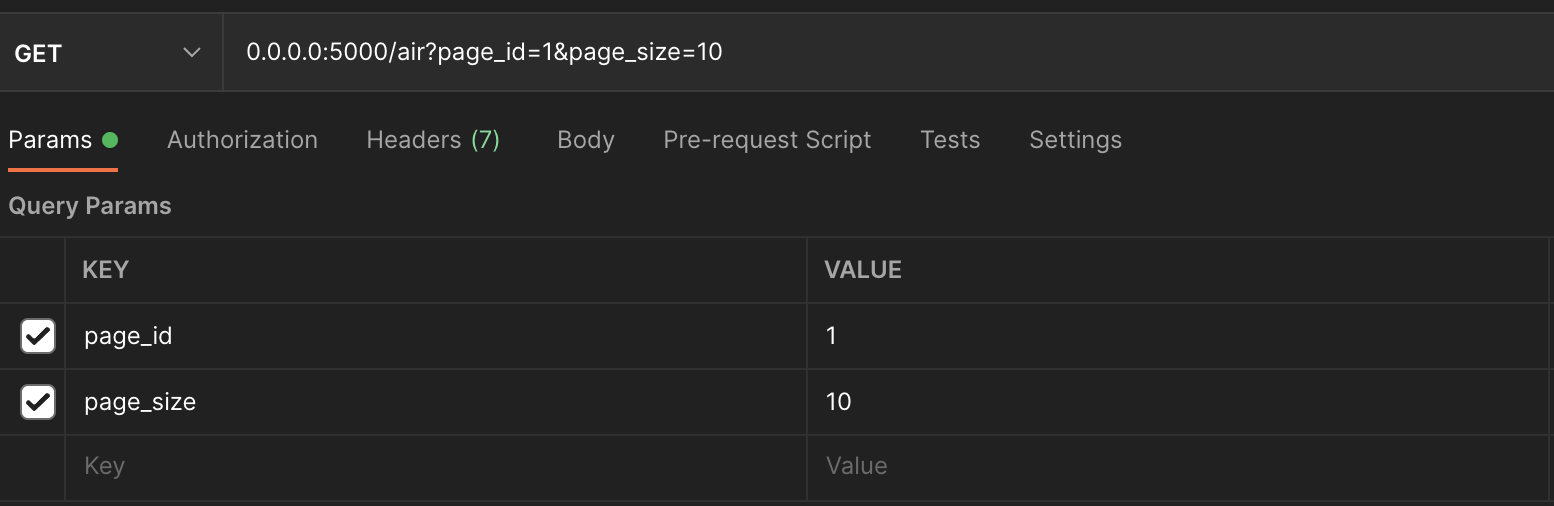 GET 0.0.0.0:5000/air?page_id=1&page_size=10
Params Authorization Headers (7) Body Pre-request Script Tests Settings
Query Params
KEY VALUE
page_id 1
page_size 10
Key Value